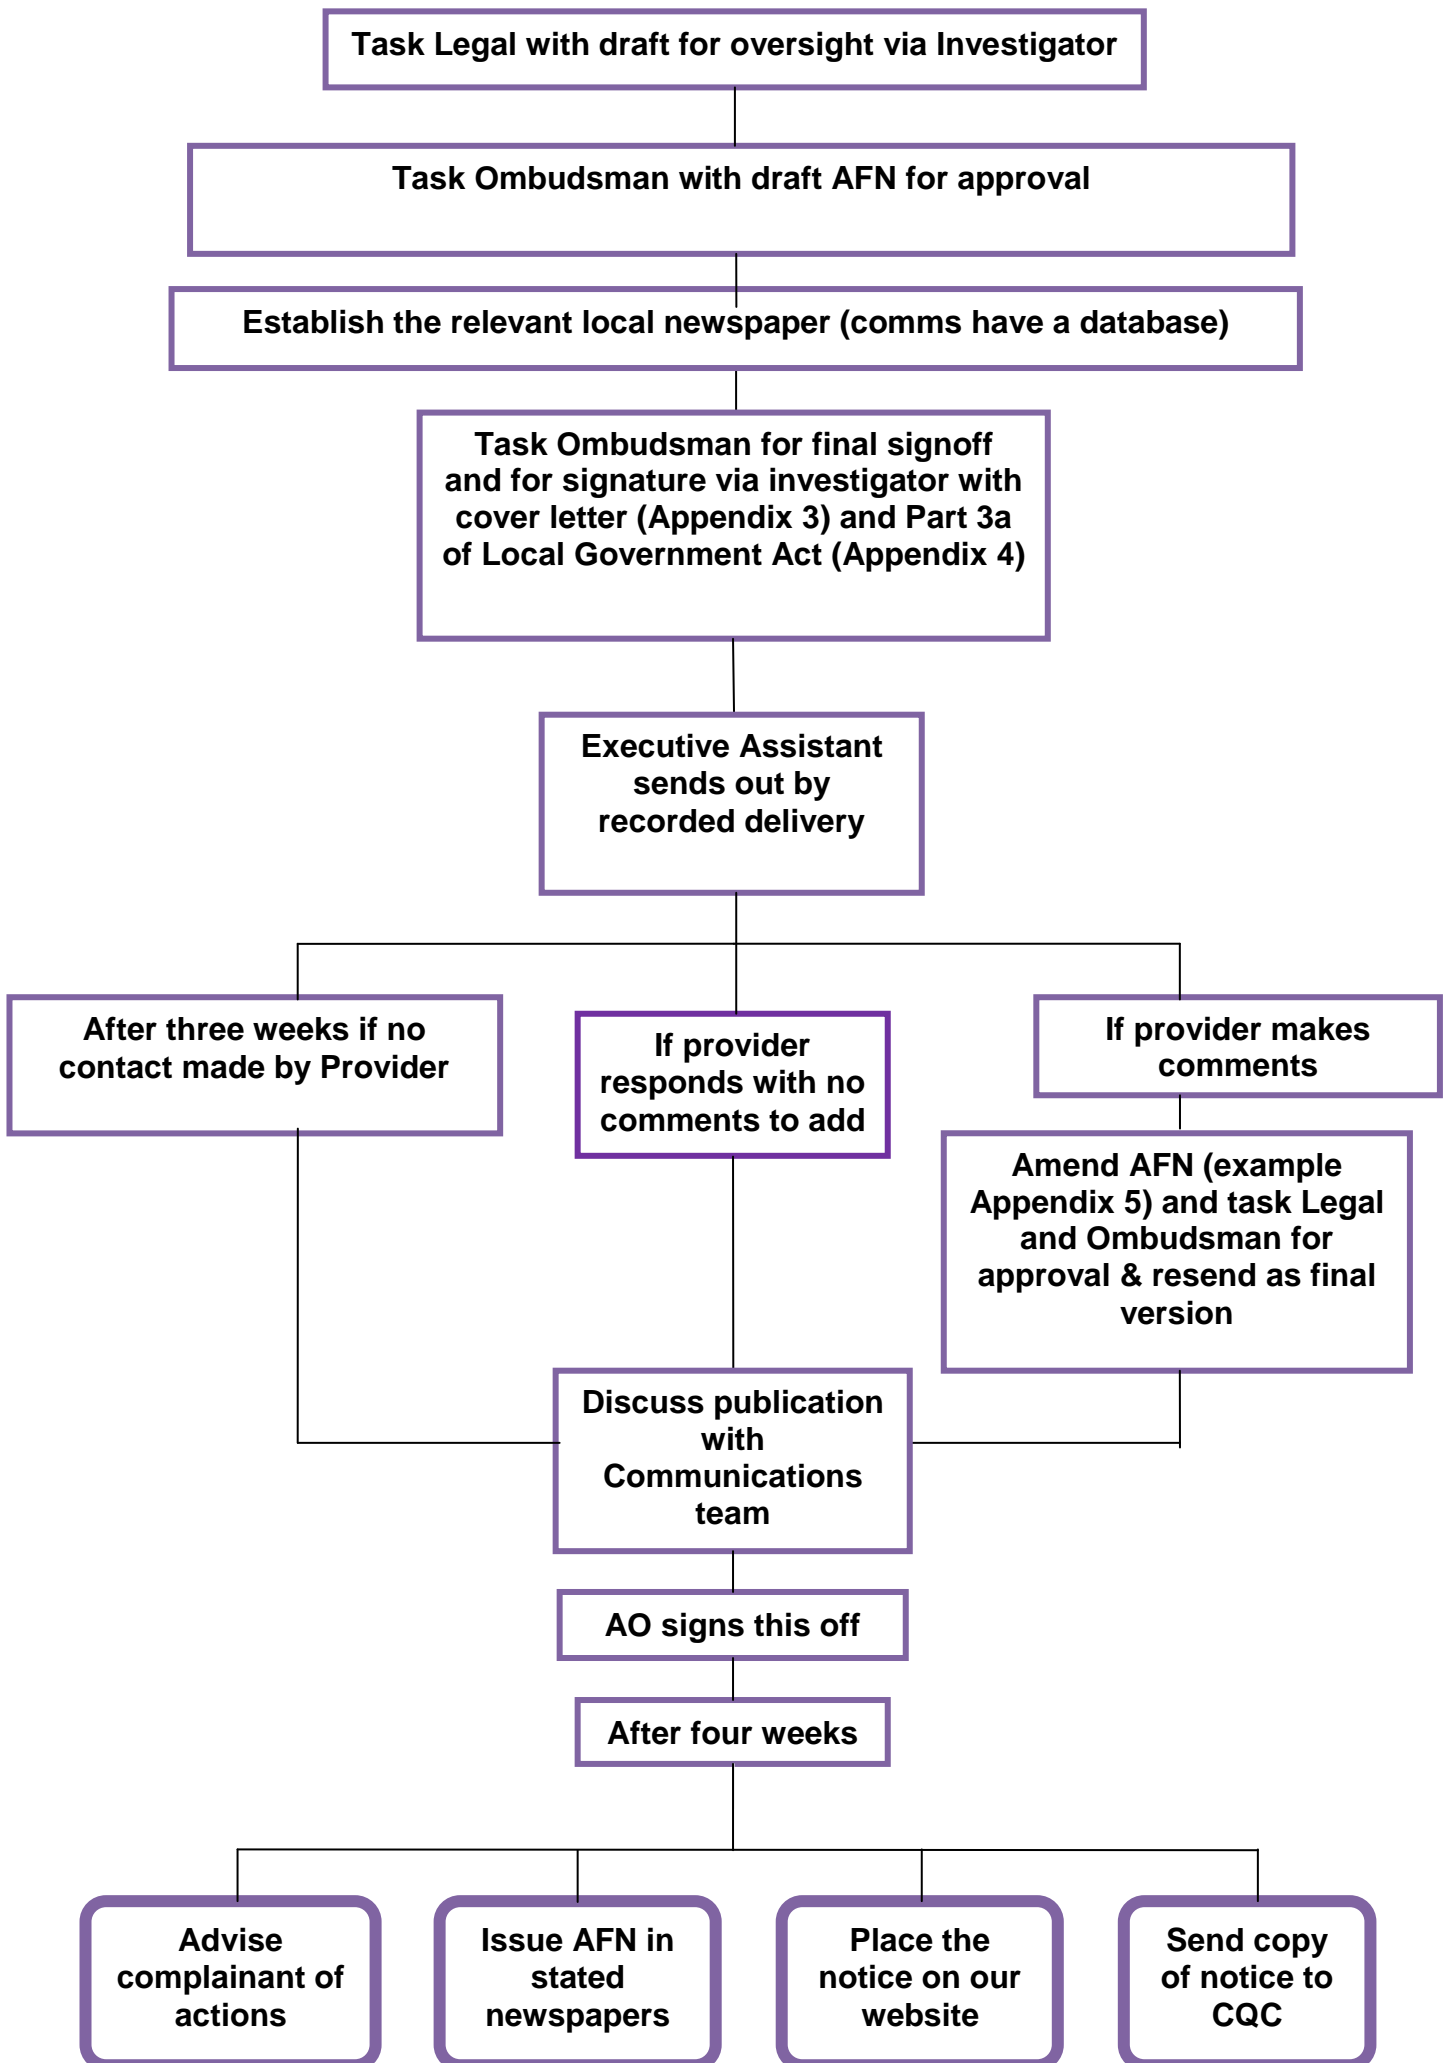 Task Legal with draft for oversight via Investigator
Task Ombudsman with draft AFN for approval
Establish the relevant local newspaper (comms have a database)
Task Ombudsman for final signoff
and for signature via investigator with
cover letter (Appendix 3) and Part 3a
of Local Government Act (Appendix 4)
Executive Assistant
sends out by
recorded delivery
After three weeks if no
contact made by Provider
If provider
responds with no
comments to add
If provider makes
comments
Amend AFN (example
Appendix 5) and task Legal
and Ombudsman for
approval & resend as final
version
Discuss publication
with
Communications
team
AO signs this off
After four weeks
Advise
complainant of
actions
Issue AFN in
stated
newspapers
Place the
notice on our
website
Send copy
of notice to
CQC